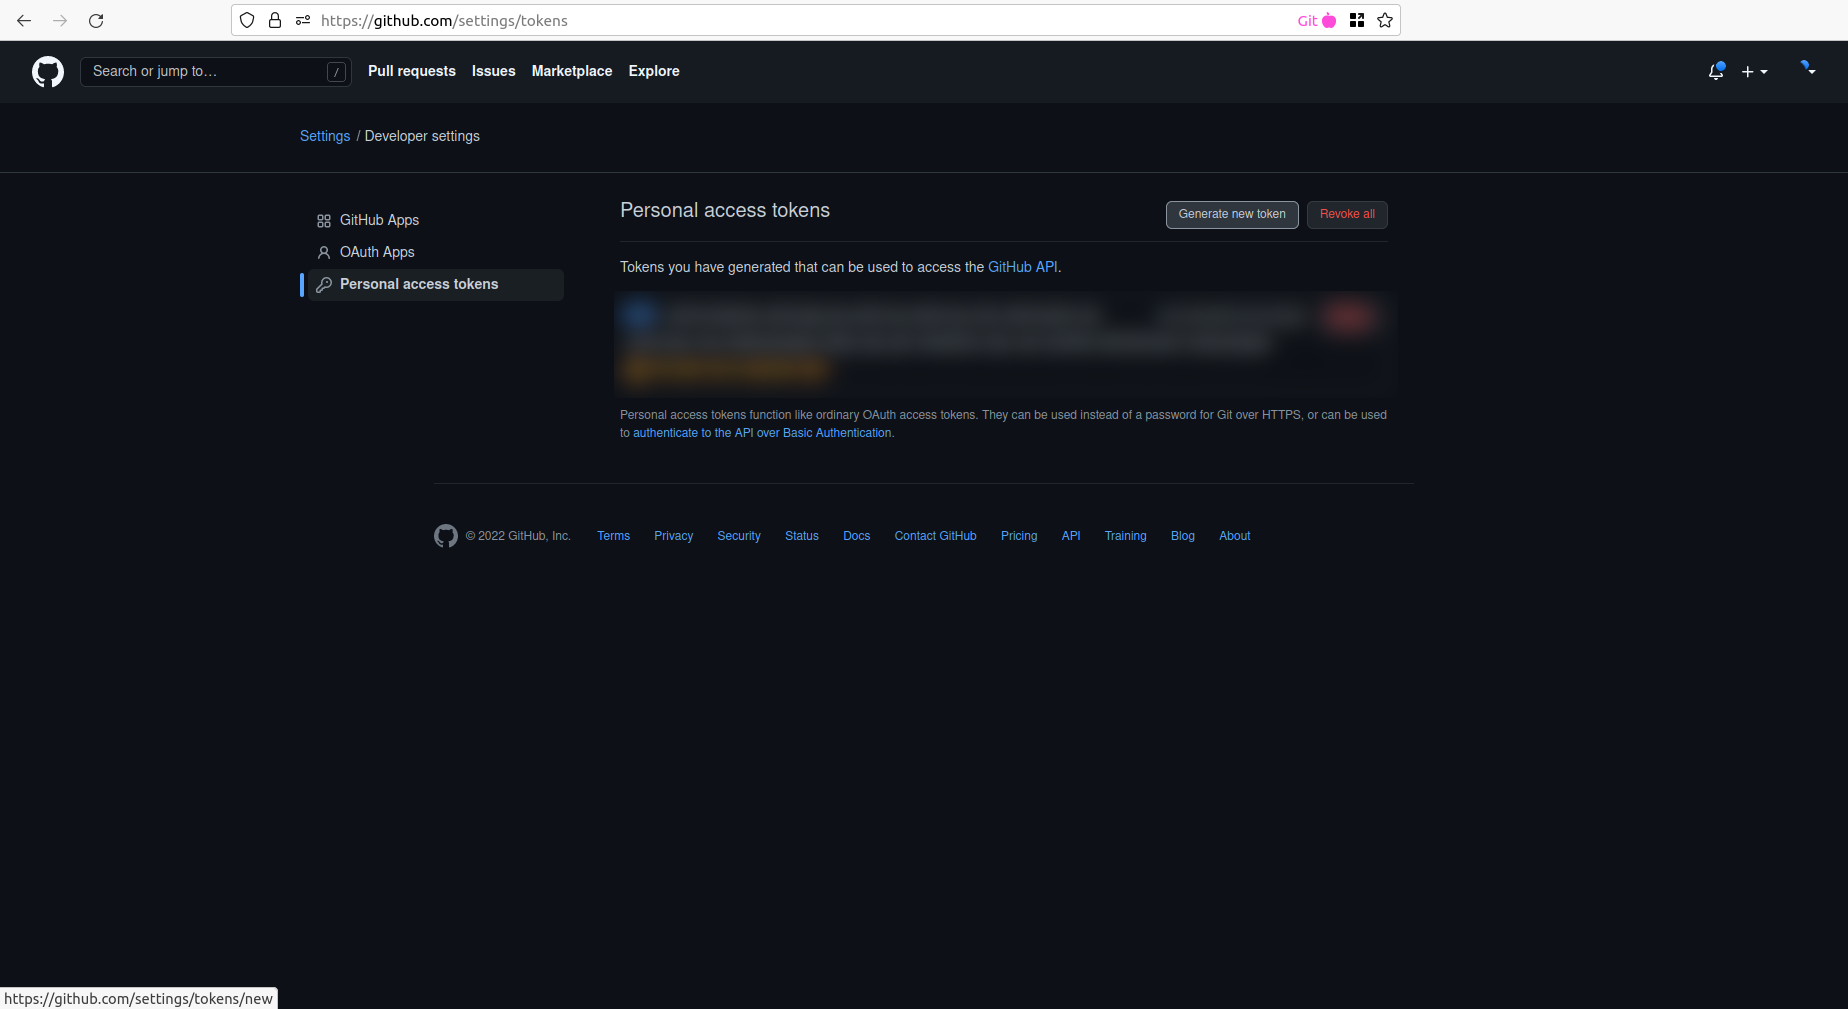 https://github.com/settings/tokens
Git
Search or jump to…
/
Pull requests
Issues
Marketplace
Explore
Settings / Developer settings
GitHub Apps
OAuth Apps
Personal access tokens
Personal access tokens
Generate new token
Revoke all
Tokens you have generated that can be used to access the GitHub API.
Personal access tokens function like ordinary OAuth access tokens. They can be used instead of a password for Git over HTTPS, or can be used
to authenticate to the API over Basic Authentication.
© 2022 GitHub, Inc.
Terms
Privacy
Security
Status
Docs
Contact GitHub
Pricing
API
Training
Blog
About
https://github.com/settings/tokens/new